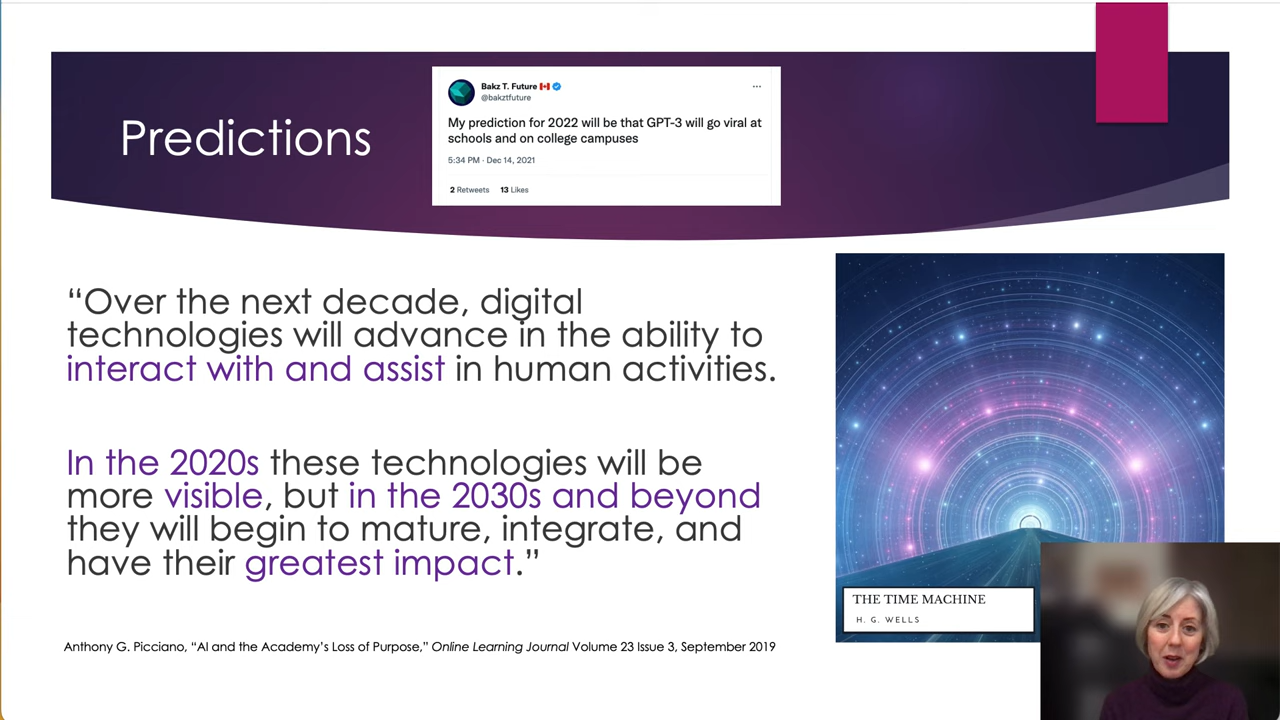 Predictions
Bakz T. Future 🇨🇦
@bakztfuture
My prediction for 2022 will be that GPT-3 will go viral at
schools and on college campuses
5:34 PM · Dec 14, 2021
2 Retweets 13 Likes
“Over the next decade, digital
technologies will advance in the ability to
interact with and assist in human activities.
In the 2020s these technologies will be
more visible, but in the 2030s and beyond
they will begin to mature, integrate, and
have their greatest impact.”
THE TIME MACHINE
H. G. WELLS
Anthony G. Picciano, “AI and the Academy’s Loss of Purpose,” Online Learning Journal Volume 23 Issue 3, September 2019